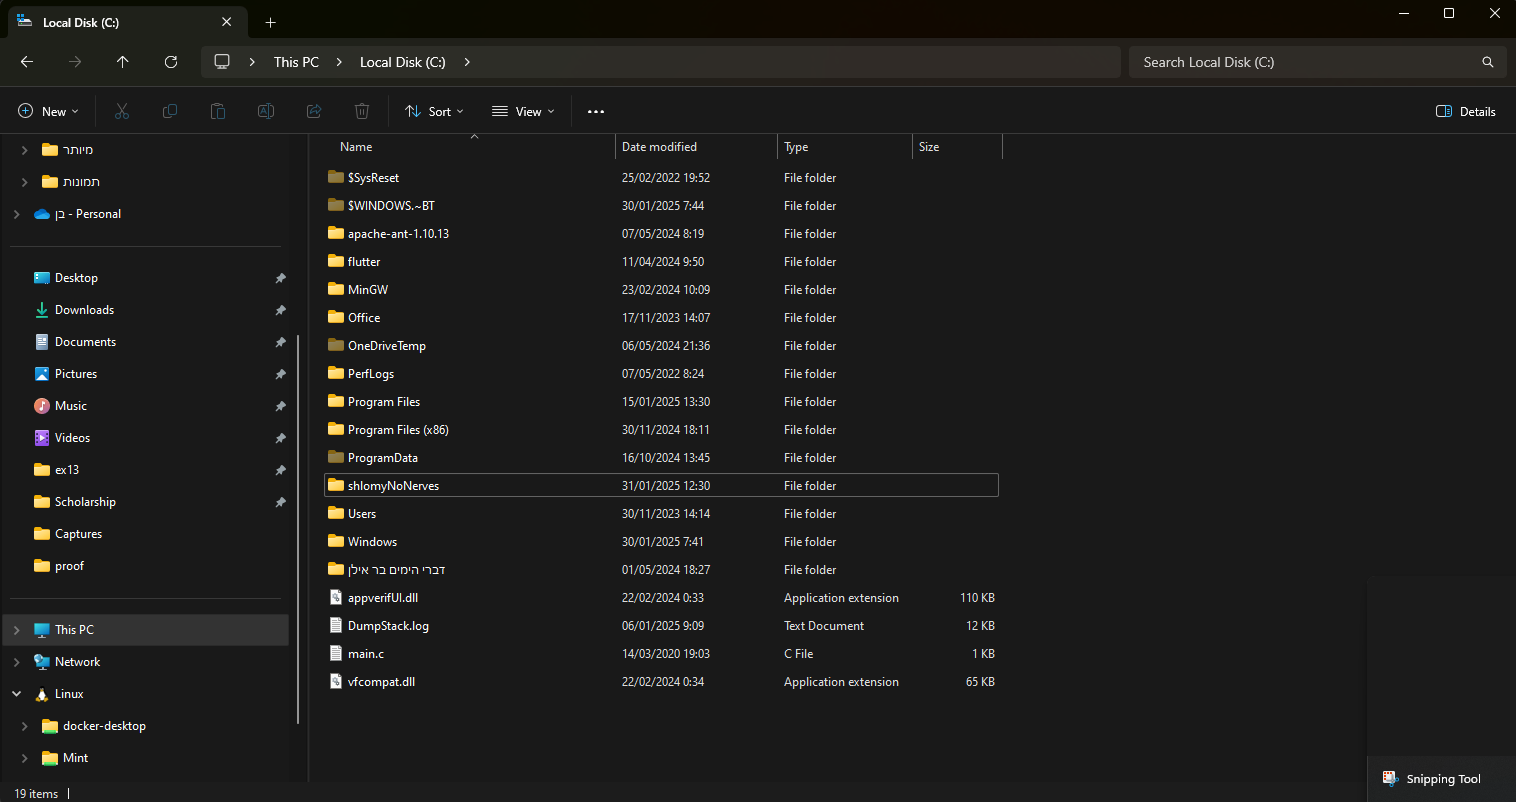 Local Disk (C:)
This PC > Local Disk (C:) >
Search Local Disk (C:)
New
Sort
View
Details
מיותר
תמונות
בן - Personal
Desktop
Downloads
Documents
Pictures
Music
Videos
ex13
Scholarship
Captures
proof
This PC
Network
Linux
docker-desktop
Mint
Name Date modified Type Size
$SysReset 25/02/2022 19:52 File folder
$WINDOWS.~BT 30/01/2025 7:44 File folder
apache-ant-1.10.13 07/05/2024 8:19 File folder
flutter 11/04/2024 9:50 File folder
MinGW 23/02/2024 10:09 File folder
Office 17/11/2023 14:07 File folder
OneDriveTemp 06/05/2024 21:36 File folder
PerfLogs 07/05/2022 8:24 File folder
Program Files 15/01/2025 13:30 File folder
Program Files (x86) 30/11/2024 18:11 File folder
ProgramData 16/10/2024 13:45 File folder
shlomyNoNerves 31/01/2025 12:30 File folder
Users 30/11/2023 14:14 File folder
Windows 30/01/2025 7:41 File folder
דברי הימים בר אילן 01/05/2024 18:27 File folder
appverifUI.dll 22/02/2024 0:33 Application extension 110 KB
DumpStack.log 06/01/2025 9:09 Text Document 12 KB
main.c 14/03/2020 19:03 C File 1 KB
vfcompat.dll 22/02/2024 0:34 Application extension 65 KB
Snipping Tool
19 items